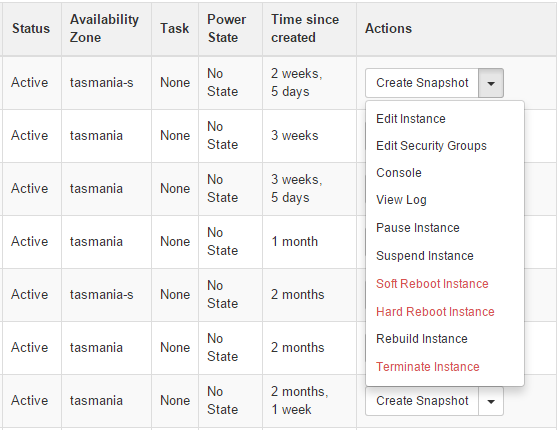 Status
Availability
Zone
Task
Power
State
Time since
created
Actions
Active
tasmania-s
None
No
State
2 weeks,
5 days
Create Snapshot
Active
tasmania
None
No
State
3 weeks
Active
tasmania
None
No
State
3 weeks,
5 days
Active
tasmania
None
No
State
1 month
Active
tasmania-s
None
No
State
2 months
Active
tasmania
None
No
State
2 months
Active
tasmania
None
No
State
2 months,
1 week
Edit Instance
Edit Security Groups
Console
View Log
Pause Instance
Suspend Instance
Soft Reboot Instance
Hard Reboot Instance
Rebuild Instance
Terminate Instance
Create Snapshot